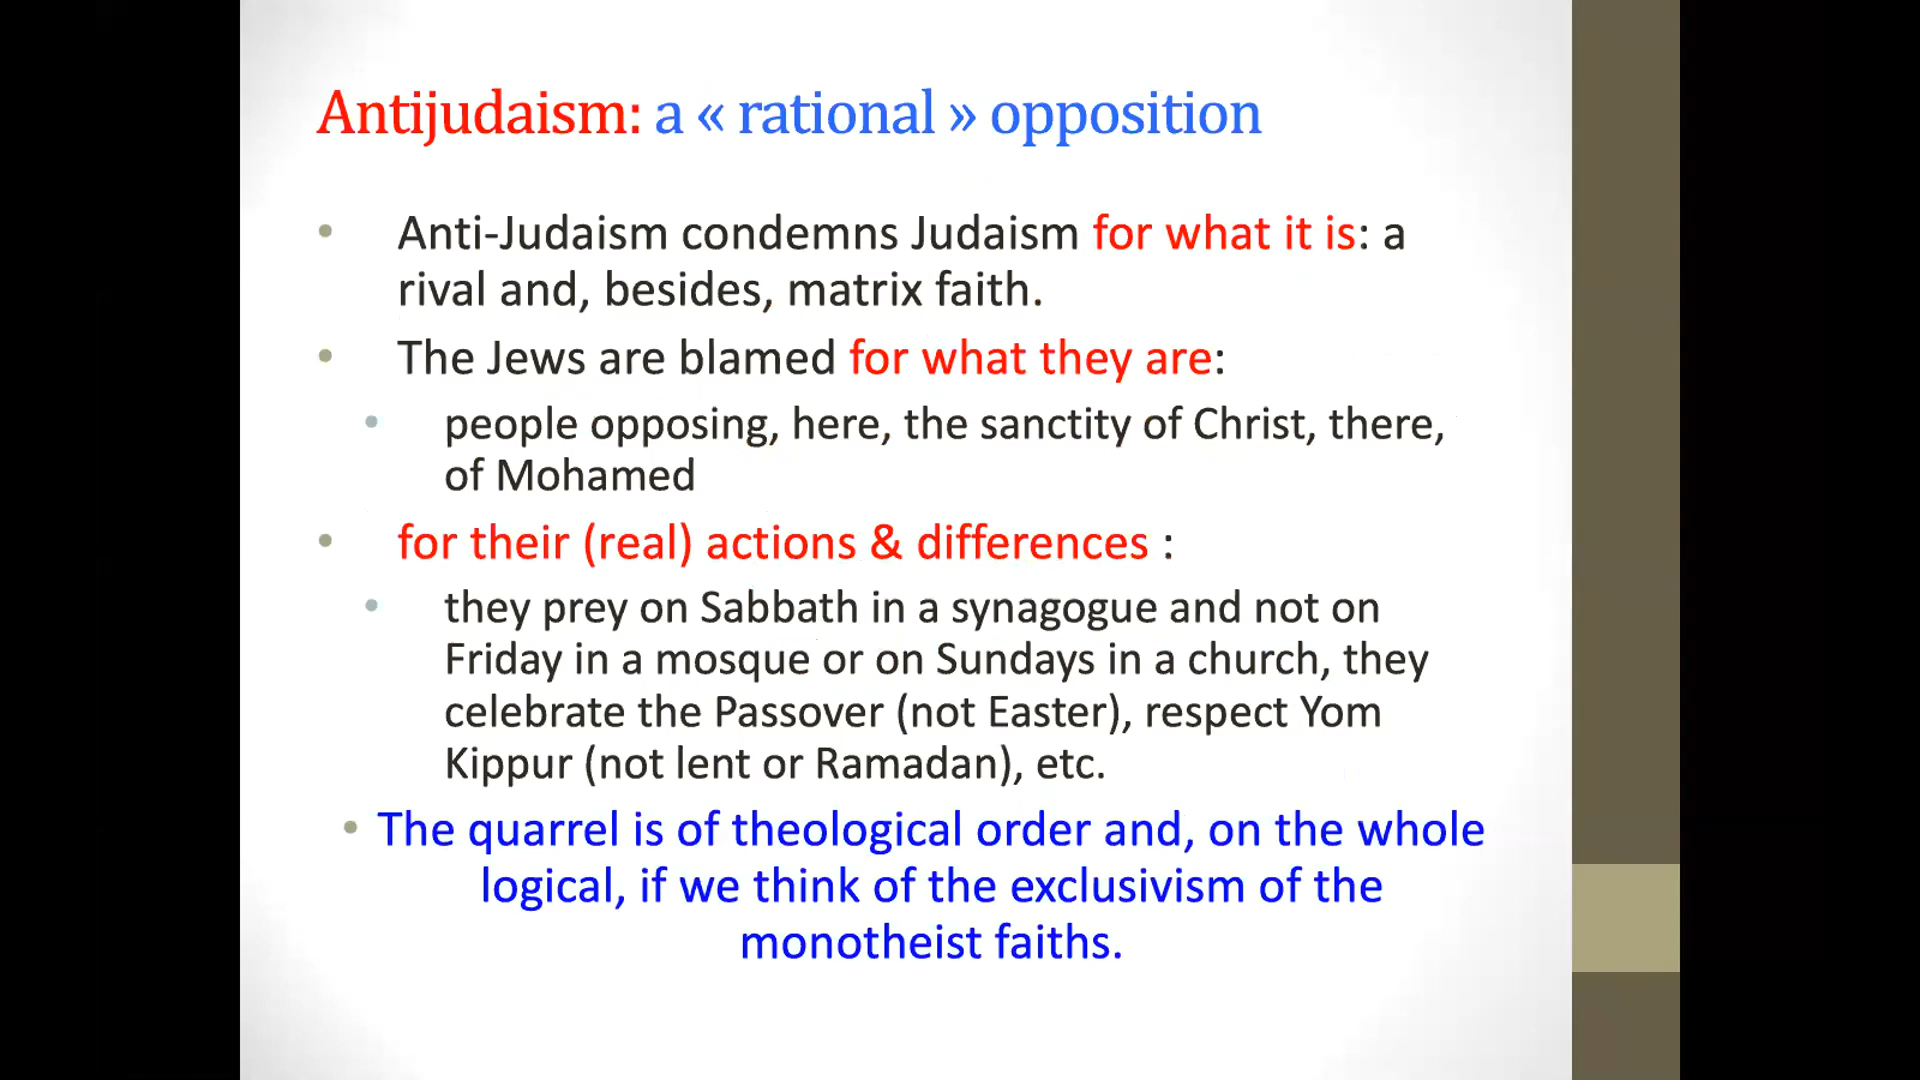 Antijudaism: a « rational » opposition
• Anti-Judaism condemns Judaism for what it is: a
rival and, besides, matrix faith.
• The Jews are blamed for what they are:
• people opposing, here, the sanctity of Christ, there,
of Mohamed
• for their (real) actions & differences :
• they prey on Sabbath in a synagogue and not on
Friday in a mosque or on Sundays in a church, they
celebrate the Passover (not Easter), respect Yom
Kippur (not lent or Ramadan), etc.
• The quarrel is of theological order and, on the whole
logical, if we think of the exclusivism of the
monotheist faiths.